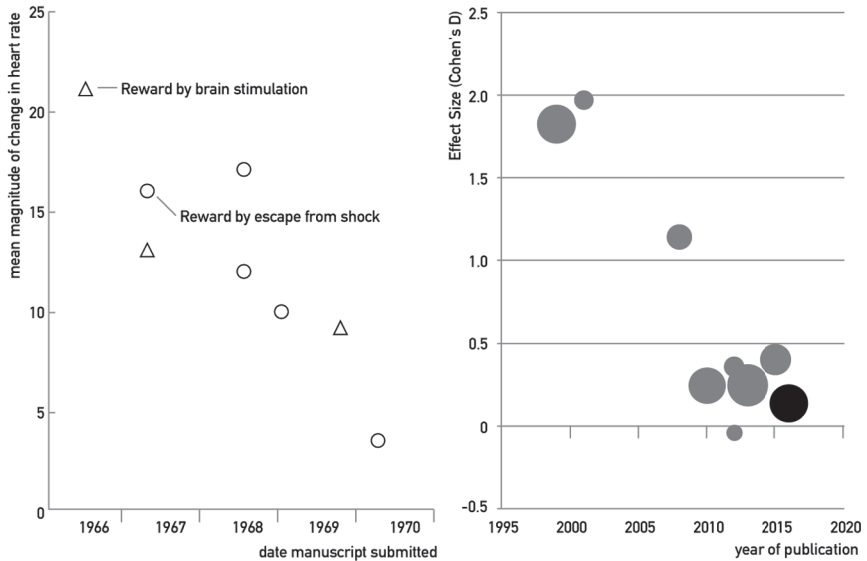 mean magnitude of change in heart rate
25
20
15
10
5
0
Reward by brain stimulation
Reward by escape from shock
1966 1967 1968 1969 1970
date manuscript submitted
Effect Size (Cohen's D)
2.5
2.0
1.5
1.0
0.5
0
-0.5
1995 2000 2005 2010 2015 2020
year of publication